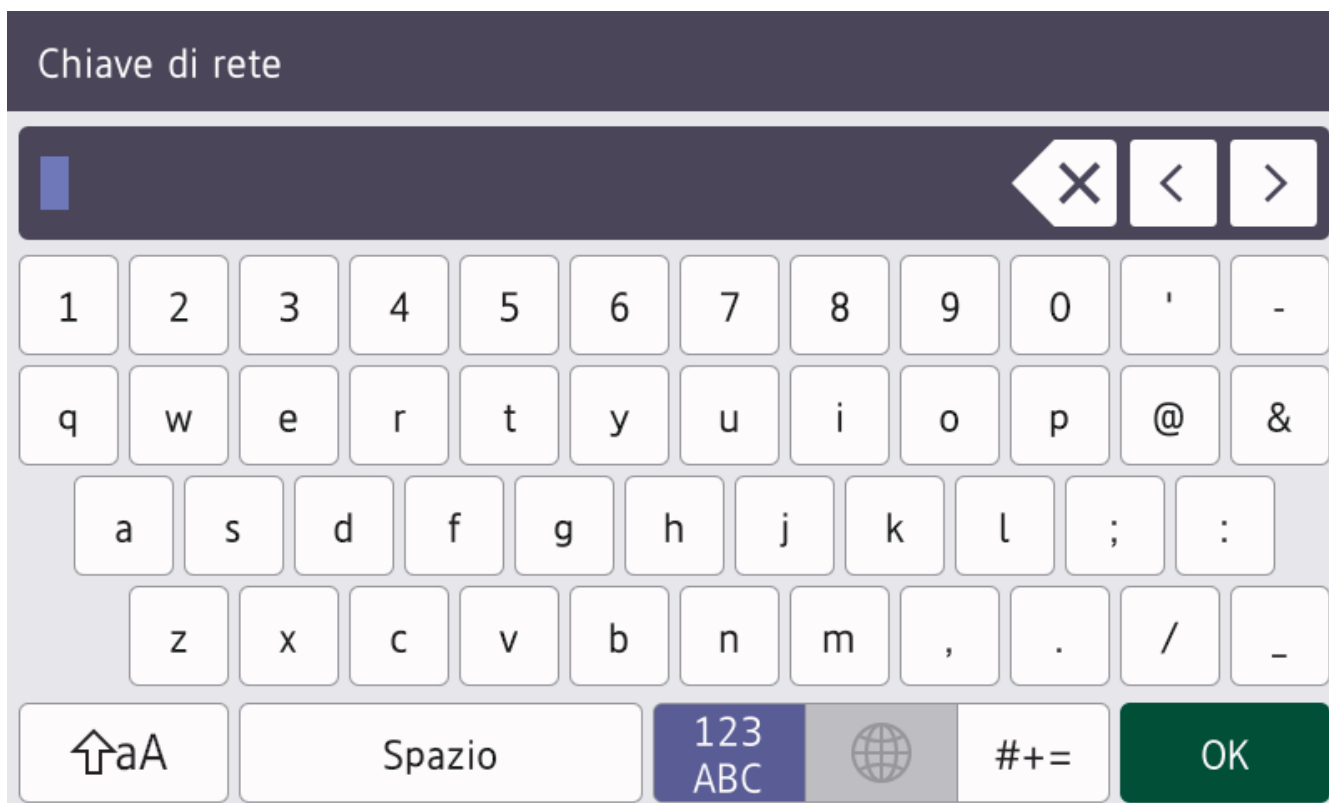 Chiave di rete
1 2 3 4 5 6 7 8 9 0 ' -
q w e r t y u i o p @ &
a s d f g h j k l ; :
z x c v b n m , . / _
aA Spazio 123 ABC #+= OK